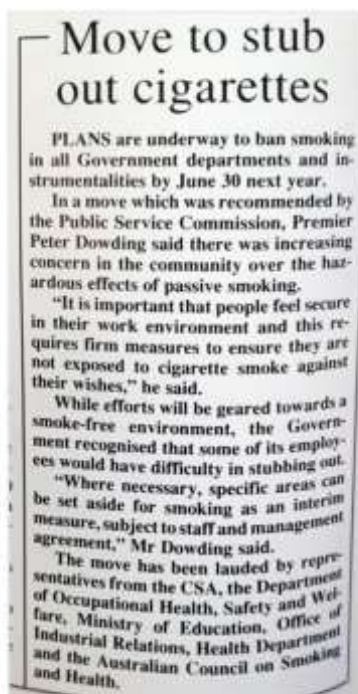 Move to stub
out cigarettes
PLANS are underway to ban smoking
in all Government departments and in-
strumentalities by June 30 next year.
In a move which was recommended by
the Public Service Commission, Premier
Peter Dowding said there was increasing
concern in the community over the haz-
ardous effects of passive smoking.
“It is important that people feel secure
in their work environment and this re-
quires firm measures to ensure they are
not exposed to cigarette smoke against
their wishes,” he said.
While efforts will be geared towards a
smoke-free environment, the Govern-
ment recognised that some of its employ-
ees would have difficulty in stubbing out.
“Where necessary, specific areas can
be set aside for smoking as an interim
measure, subject to staff and management
agreement,” Mr Dowding said.
The move has been lauded by repre-
sentatives from the CSA, the Department
of Occupational Health, Safety and Wel-
fare, Ministry of Education, Office of
Industrial Relations, Health Department
and the Australian Council on Smoking
and Health.